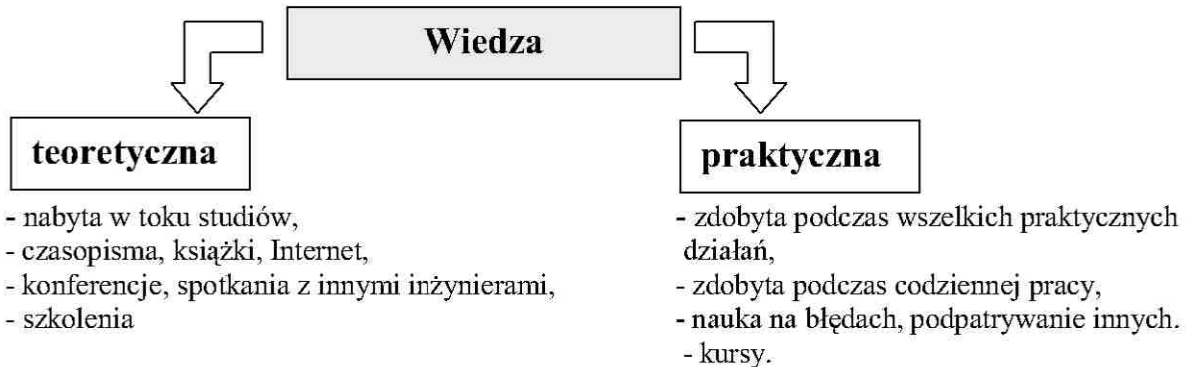 Wiedza
teoretyczna
- nabyta w toku studiów,
- czasopisma, książki, Internet,
- konferencje, spotkania z innymi inżynierami,
- szkolenia
praktyczna
- zdobyta podczas wszelkich praktycznych
działań,
- zdobyta podczas codziennej pracy,
- nauka na błędach, podpatrywanie innych.
- kursy.